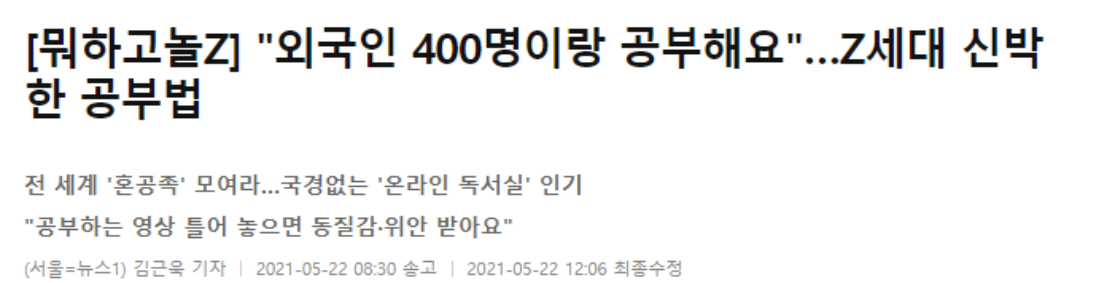 [뭐하고놀Z] "외국인 400명이랑 공부해요"...Z세대 신박
한 공부법
전 세계 '혼공족' 모여라...국경없는 '온라인 독서실' 인기
"공부하는 영상 틀어 놓으면 동질감·위안 받아요"
(서울=뉴스1) 김근욱 기자 | 2021-05-22 08:30 송고 | 2021-05-22 12:06 최종수정